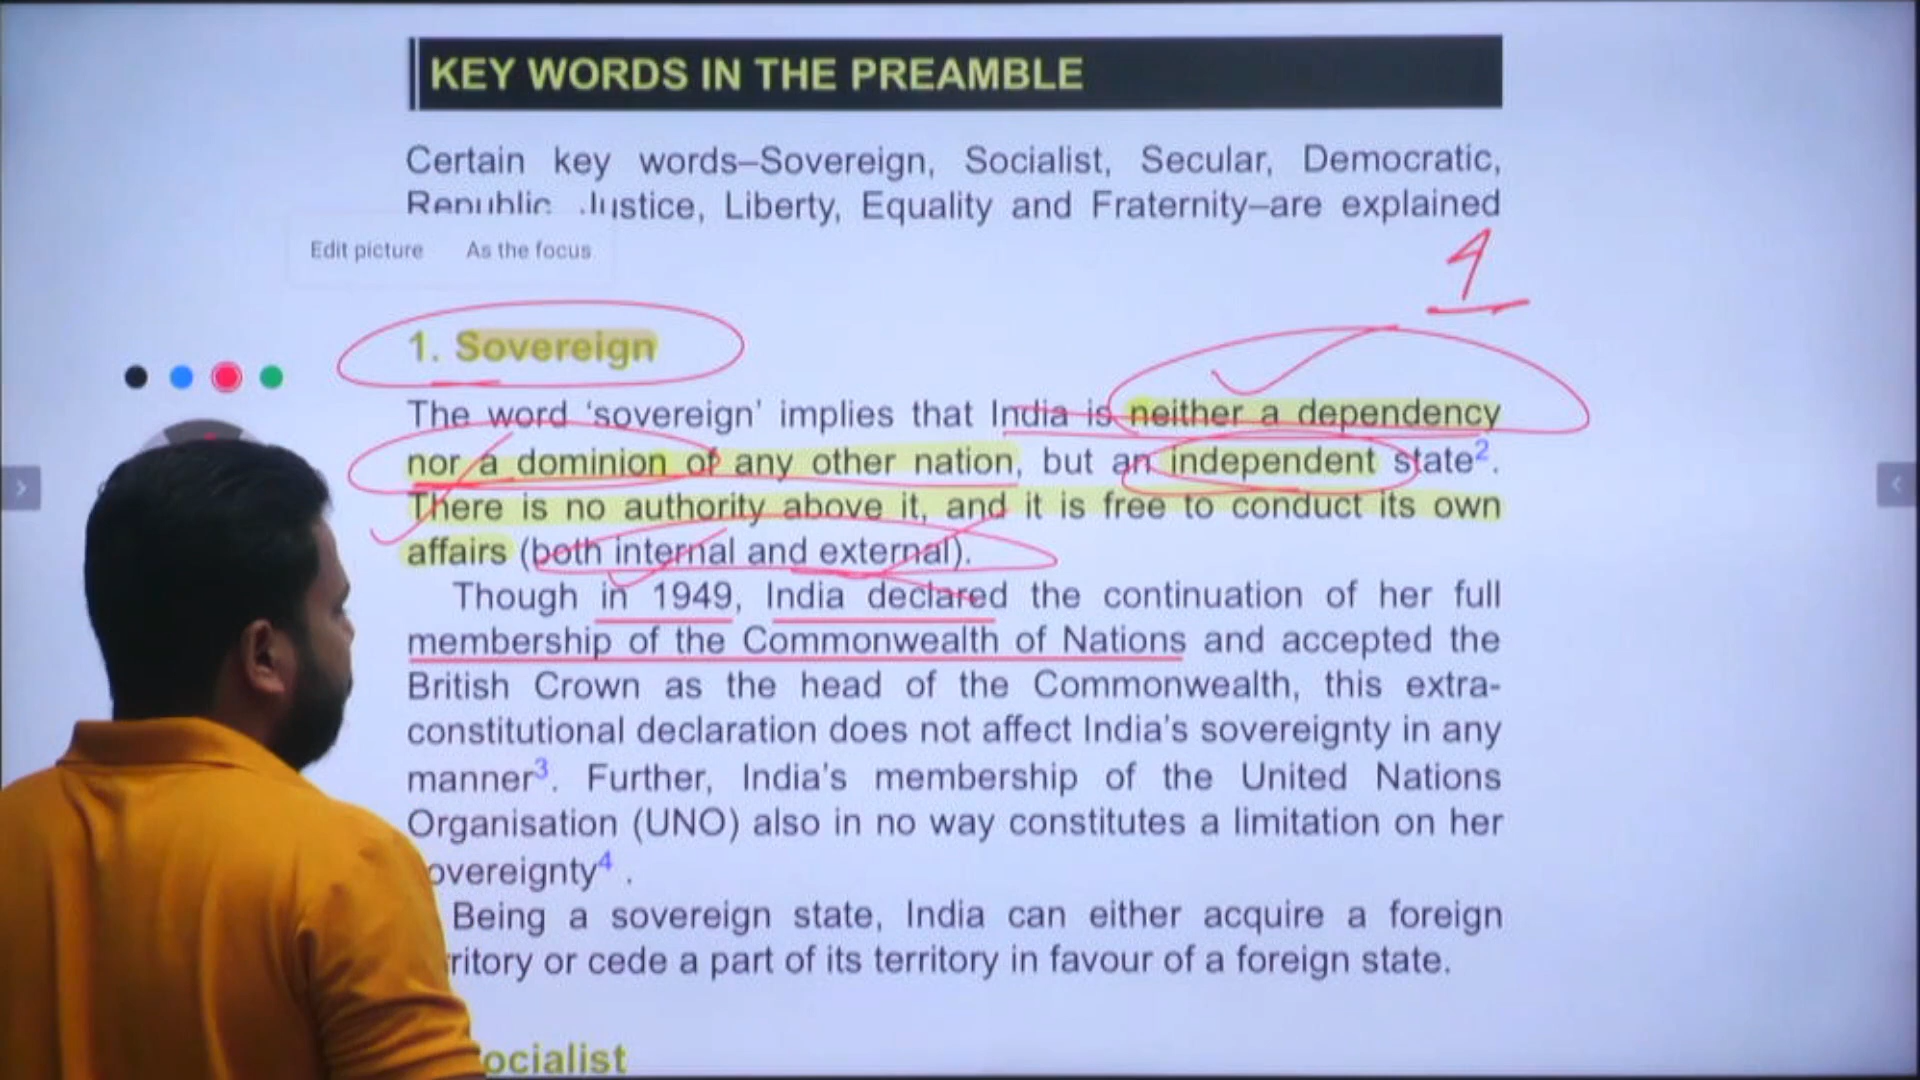 KEY WORDS IN THE PREAMBLE
Certain key words–Sovereign, Socialist, Secular, Democratic,
Republic Justice, Liberty, Equality and Fraternity–are explained
Edit picture As the focus
1. Sovereign
The word ‘sovereign’ implies that India is neither a dependency
nor a dominion of any other nation, but an independent state2.
There is no authority above it, and it is free to conduct its own
affairs (both internal and external).
Though in 1949, India declared the continuation of her full
membership of the Commonwealth of Nations and accepted the
British Crown as the head of the Commonwealth, this extra-
constitutional declaration does not affect India’s sovereignty in any
manner3. Further, India’s membership of the United Nations
Organisation (UNO) also in no way constitutes a limitation on her
overeignty4 .
Being a sovereign state, India can either acquire a foreign
ritory or cede a part of its territory in favour of a foreign state.
ocialist